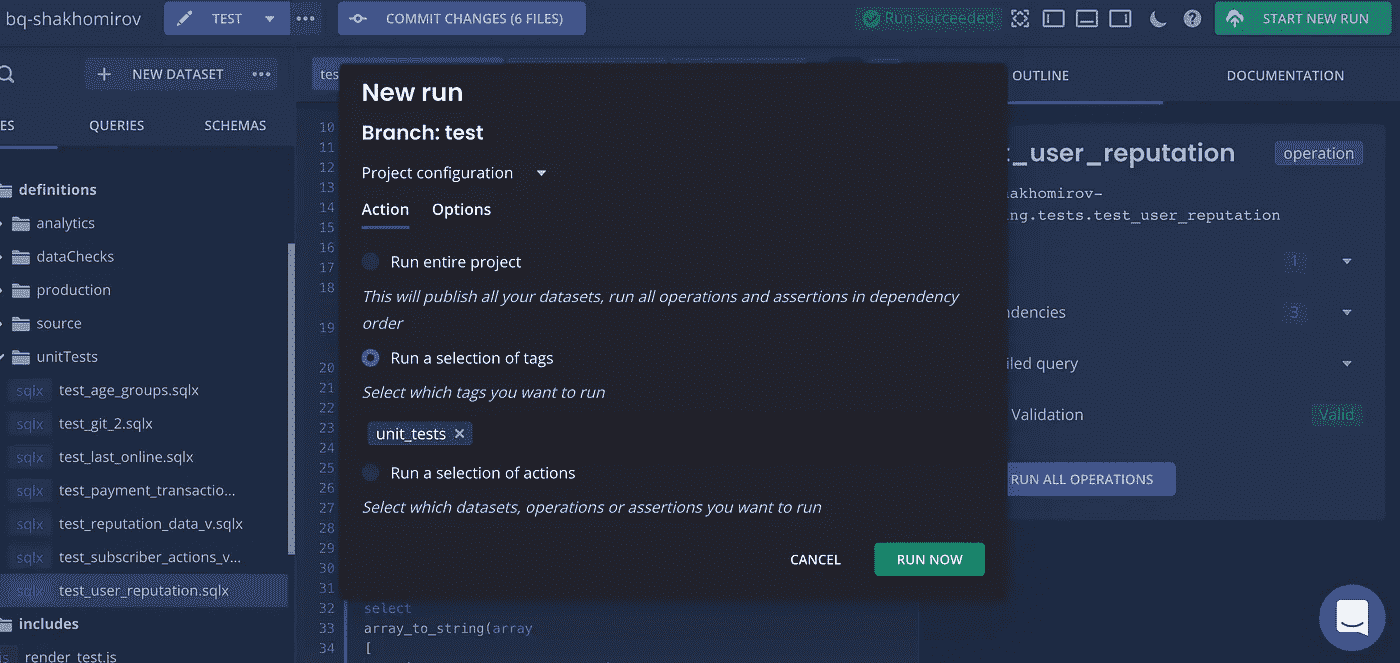 bq-shakhomirov
TEST
COMMIT CHANGES (6 FILES)
Run succeeded
START NEW RUN
NEW DATASET
tes
OUTLINE
DOCUMENTATION
ES
QUERIES
SCHEMAS
definitions
analytics
dataChecks
production
source
unitTests
sqlx test_age_groups.sqlx
sqlx test_git_2.sqlx
sqlx test_last_online.sqlx
sqlx test_payment_transactio...
sqlx test_reputation_data_v.sqlx
sqlx test_subscriber_actions_v...
sqlx test_user_reputation.sqlx
includes
js render_test.js
10
11
12
13
14
15
16
17
18
19
20
21
22
23
24
25
26
27
28
29
30
31
32 select
33 array_to_string(array
34 [
New run
Branch: test
Project configuration
Action Options
Run entire project
This will publish all your datasets, run all operations and assertions in dependency
order
Run a selection of tags
Select which tags you want to run
unit_tests ×
Run a selection of actions
Select which datasets, operations or assertions you want to run
CANCEL
RUN NOW
t_user_reputation
operation
hakhomirov-
ing.tests.test_user_reputation
1
ndencies
3
iled query
Validation
Valid
RUN ALL OPERATIONS